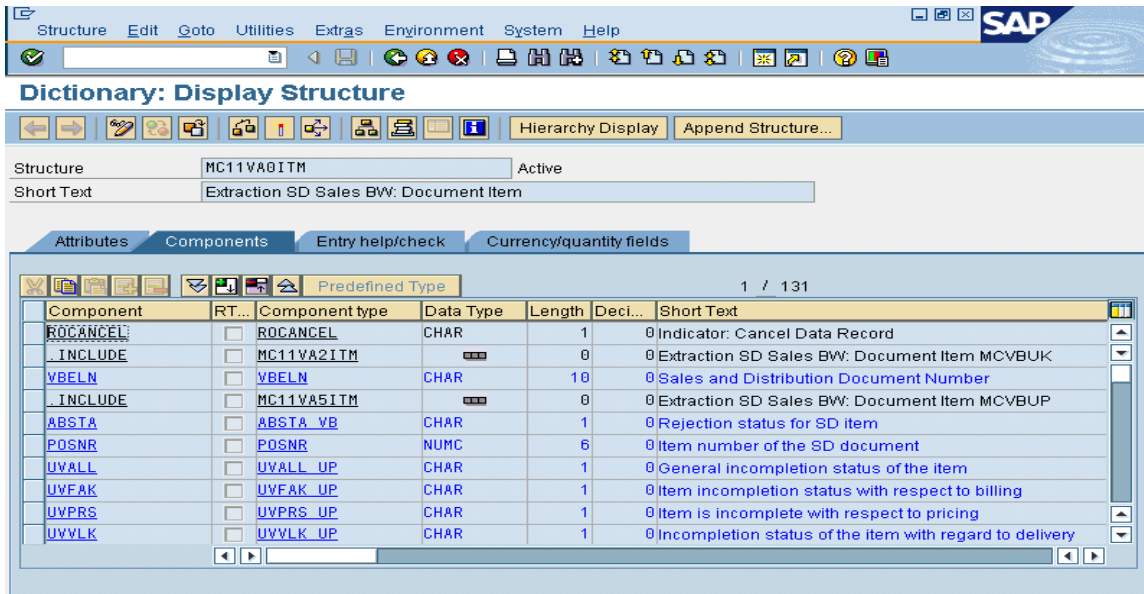 Structure Edit Goto Utilities Extras Environment System Help
SAP
Dictionary: Display Structure
Hierarchy Display Append Structure...
Structure MC11VA0ITM Active
Short Text Extraction SD Sales BW: Document Item
Attributes Components Entry help/check Currency/quantity fields
Predefined Type 1 / 131
Component RT... Component type Data Type Length Deci... Short Text
ROCANCEL ROCANCEL CHAR 1 0 Indicator: Cancel Data Record
.INCLUDE MC11VA2ITM 0 0 Extraction SD Sales BW: Document Item MCVBUK
VBELN VBELN CHAR 10 0 Sales and Distribution Document Number
.INCLUDE MC11VA5ITM 0 0 Extraction SD Sales BW: Document Item MCVBUP
ABSTA ABSTA_VB CHAR 1 0 Rejection status for SD item
POSNR POSNR NUMC 6 0 Item number of the SD document
UVALL UVALL_UP CHAR 1 0 General incompletion status of the item
UVFAK UVFAK_UP CHAR 1 0 Item incompletion status with respect to billing
UVPRS UVPRS_UP CHAR 1 0 Item is incomplete with respect to pricing
UVVLK UVVLK_UP CHAR 1 0 Incompletion status of the item with regard to delivery